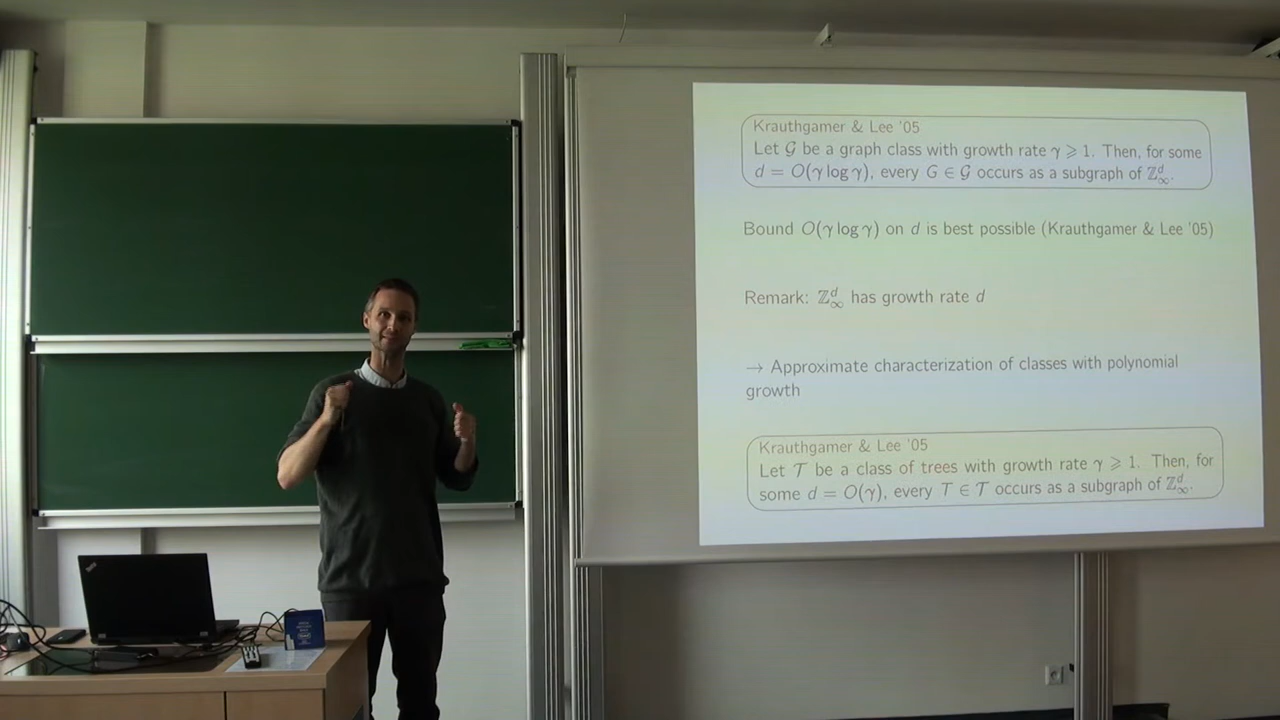 Krauthgamer & Lee '05
Let 𝒢 be a graph class with growth rate γ ⩾ 1. Then, for some
d = O(γ log γ), every G ∈ 𝒢 occurs as a subgraph of ℤ^d_∞.
Bound O(γ log γ) on d is best possible (Krauthgamer & Lee '05)
Remark: ℤ^d_∞ has growth rate d
→ Approximate characterization of classes with polynomial
growth
Krauthgamer & Lee '05
Let 𝒯 be a class of trees with growth rate γ ⩾ 1. Then, for
some d = O(γ), every T ∈ 𝒯 occurs as a subgraph of ℤ^d_∞.